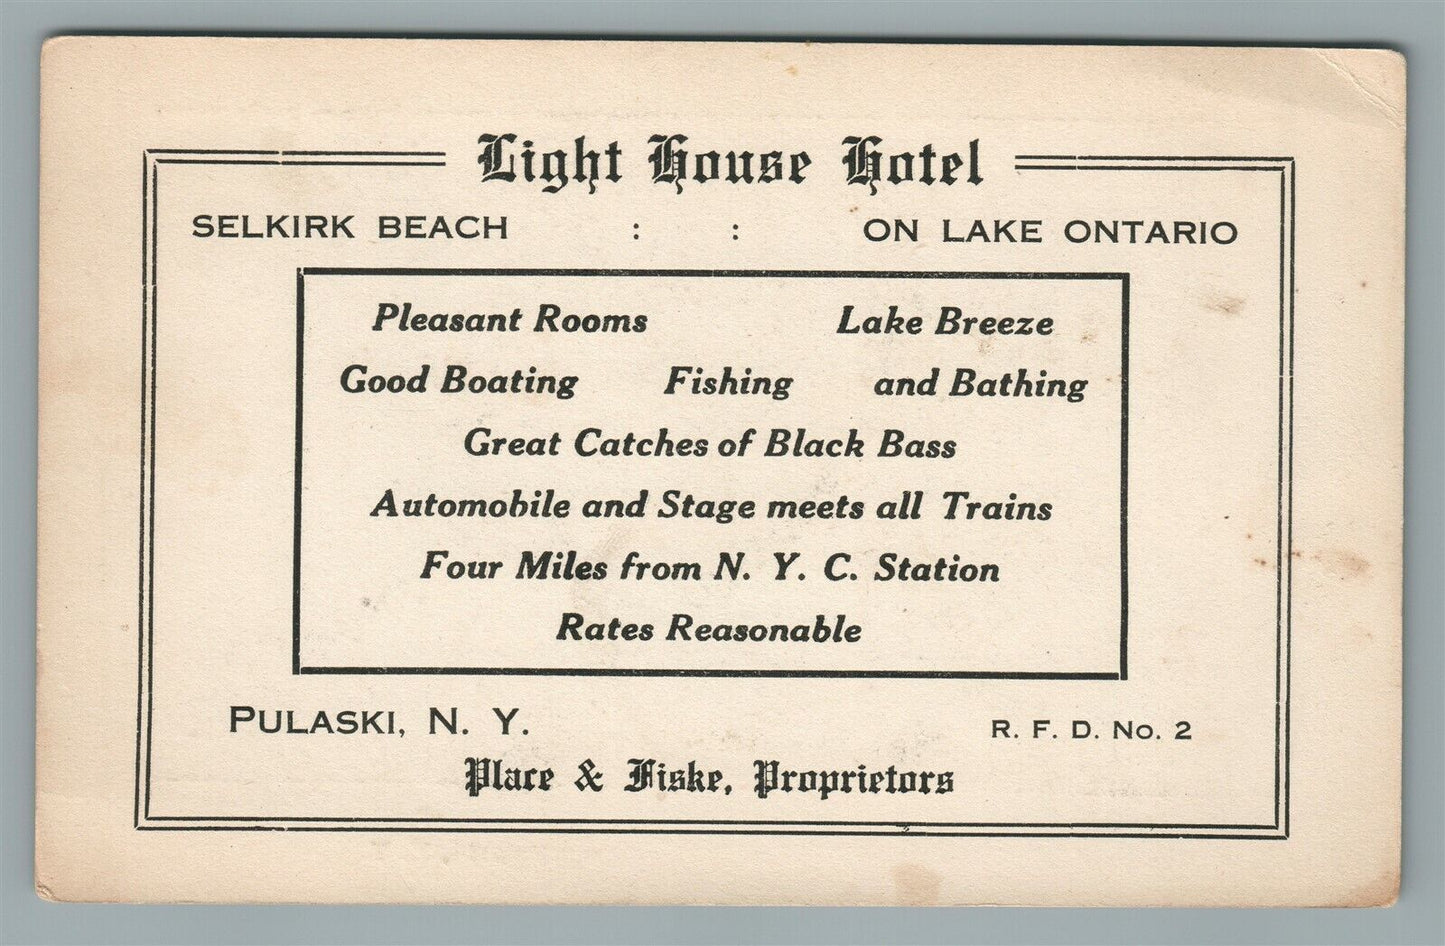 Light House Hotel
SELKIRK BEACH : : ON LAKE ONTARIO
Pleasant Rooms Lake Breeze
Good Boating Fishing and Bathing
Great Catches of Black Bass
Automobile and Stage meets all Trains
Four Miles from N. Y. C. Station
Rates Reasonable
PULASKI, N. Y. R. F. D. No. 2
Place & Fiske, Proprietors